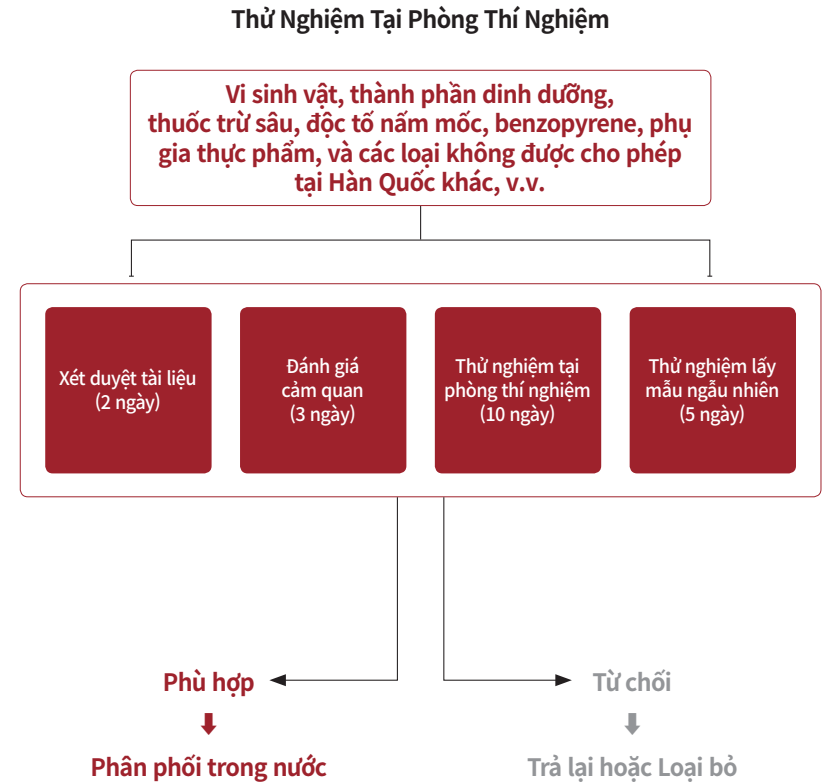 Thử Nghiệm Tại Phòng Thí Nghiệm
Vi sinh vật, thành phần dinh dưỡng,
thuốc trừ sâu, độc tố nấm mốc, benzopyrene, phụ
gia thực phẩm, và các loại không được cho phép
tại Hàn Quốc khác, v.v.
Xét duyệt tài liệu
(2 ngày)
Đánh giá
cảm quan
(3 ngày)
Thử nghiệm tại
phòng thí nghiệm
(10 ngày)
Thử nghiệm lấy
mẫu ngẫu nhiên
(5 ngày)
Phù hợp
Từ chối
Phân phối trong nước
Trả lại hoặc Loại bỏ